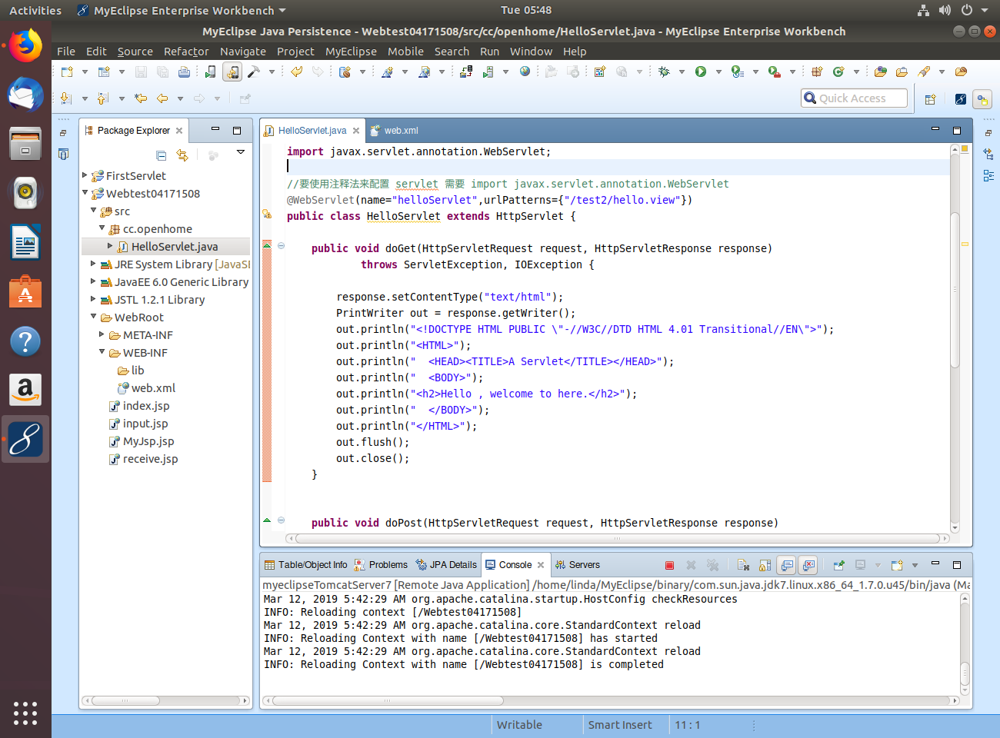 Activities MyEclipse Enterprise Workbench Tue 05:48
MyEclipse Java Persistence - Webtest04171508/src/cc/openhome/HelloServlet.java - MyEclipse Enterprise Workbench
File Edit Source Refactor Navigate Project MyEclipse Mobile Search Run Window Help
Quick Access
Package Explorer
FirstServlet
Webtest04171508
src
cc.openhome
HelloServlet.java
JRE System Library [JavaSI
JavaEE 6.0 Generic Library
JSTL 1.2.1 Library
WebRoot
META-INF
WEB-INF
lib
web.xml
index.jsp
input.jsp
MyJsp.jsp
receive.jsp
HelloServlet.java web.xml
import javax.servlet.annotation.WebServlet;
//要使用注释法来配置 servlet 需要 import javax.servlet.annotation.WebServlet
@WebServlet(name="helloServlet",urlPatterns={"/test2/hello.view"})
public class HelloServlet extends HttpServlet {
public void doGet(HttpServletRequest request, HttpServletResponse response)
throws ServletException, IOException {
response.setContentType("text/html");
PrintWriter out = response.getWriter();
out.println("<!DOCTYPE HTML PUBLIC \"-//W3C//DTD HTML 4.01 Transitional//EN\">");
out.println("<HTML>");
out.println("  <HEAD><TITLE>A Servlet</TITLE></HEAD>");
out.println("  <BODY>");
out.println("<h2>Hello , welcome to here.</h2>");
out.println("  </BODY>");
out.println("</HTML>");
out.flush();
out.close();
}
public void doPost(HttpServletRequest request, HttpServletResponse response)
Table/Object Info Problems JPA Details Console Servers
myeclipseTomcatServer7 [Remote Java Application] /home/linda/MyEclipse/binary/com.sun.java.jdk7.linux.x86_64_1.7.0.u45/bin/java (Ma
Mar 12, 2019 5:42:29 AM org.apache.catalina.startup.HostConfig checkResources
INFO: Reloading context [/Webtest04171508]
Mar 12, 2019 5:42:29 AM org.apache.catalina.core.StandardContext reload
INFO: Reloading Context with name [/Webtest04171508] has started
Mar 12, 2019 5:42:29 AM org.apache.catalina.core.StandardContext reload
INFO: Reloading Context with name [/Webtest04171508] is completed
Writable Smart Insert 11 : 1